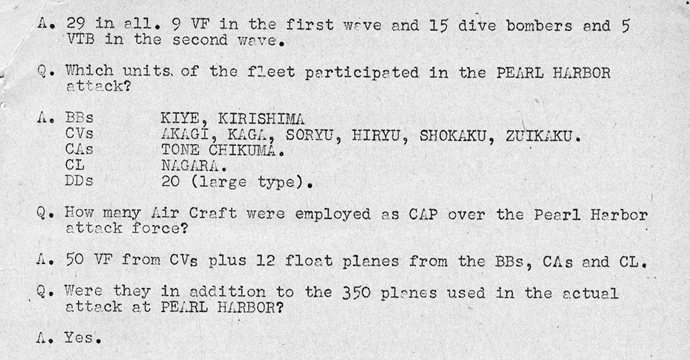 A. 29 in all. 9 VF in the first wave and 15 dive bombers and 5
VTB in the second wave.
Q. Which units of the fleet participated in the PEARL HARBOR
attack?
A. BBs KIYE, KIRISHIMA
CVs AKAGI, KAGA, SORYU, HIRYU, SHOKAKU, ZUIKAKU.
CAs TONE CHIKUMA.
CL NAGARA.
DDs 20 (large type).
Q. How many Air Craft were employed as CAP over the Pearl Harbor
attack force?
A. 50 VF from CVs plus 12 float planes from the BBs, CAs and CL.
Q. Were they in addition to the 350 planes used in the actual
attack at PEARL HARBOR?
A. Yes.